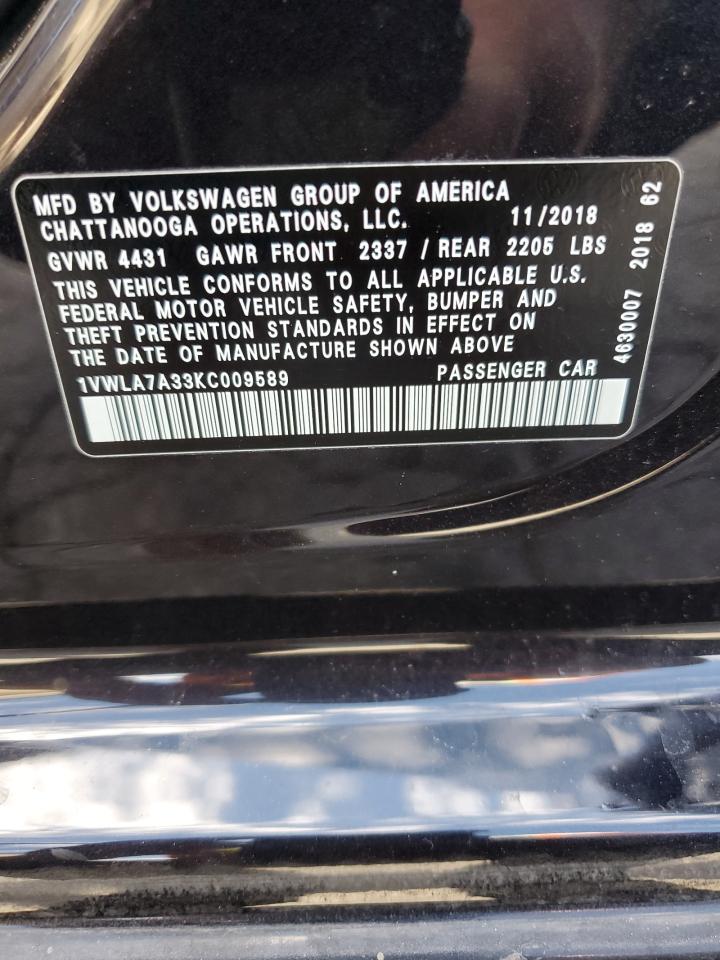 MFD BY VOLKSWAGEN GROUP OF AMERICA
CHATTANOOGA OPERATIONS, LLC. 11/2018
GVWR 4431 GAWR FRONT 2337 / REAR 2205 LBS
THIS VEHICLE CONFORMS TO ALL APPLICABLE U.S.
FEDERAL MOTOR VEHICLE SAFETY, BUMPER AND
THEFT PREVENTION STANDARDS IN EFFECT ON
THE DATE OF MANUFACTURE SHOWN ABOVE
1VWLA7A33KC009589 PASSENGER CAR
4630007 2018 62